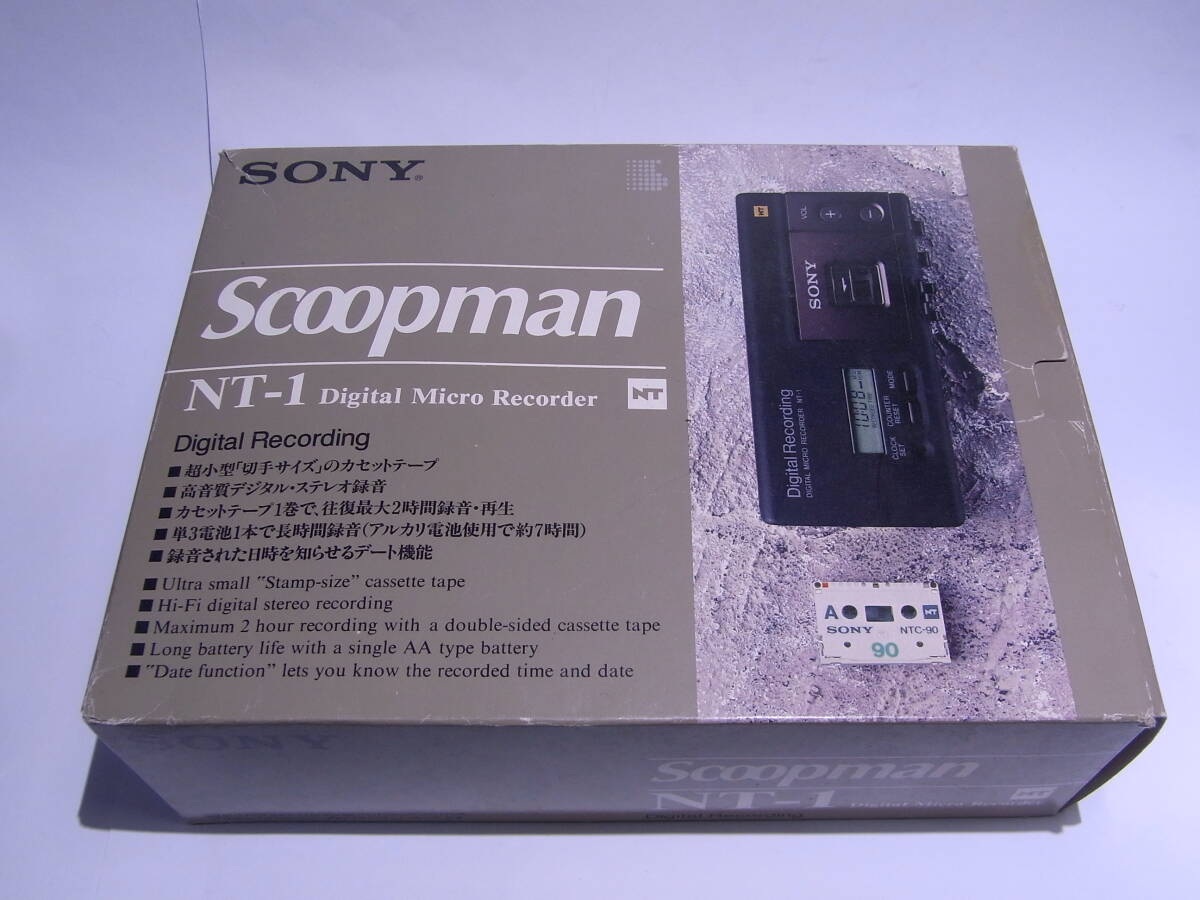 SONY®
Scoopman
NT-1 Digital Micro Recorder NT
Digital Recording
■ 超小型「切手サイズ」のカセットテープ
■ 高音質デジタル・ステレオ録音
■ カセットテープ1巻で、往復最大2時間録音・再生
■ 単3電池1本で長時間録音(アルカリ電池使用で約7時間)
■ 録音された日時を知らせるデート機能
■ Ultra small "Stamp-size" cassette tape
■ Hi-Fi digital stereo recording
■ Maximum 2 hour recording with a double-sided cassette tape
■ Long battery life with a single AA type battery
■ "Date function" lets you know the recorded time and date
NT
VOL + -
SONY
Digital Recording
DIGITAL MICRO RECORDER NT-1
CLOCK SET
COUNTER RESET
MODE
A NT
SONY NTC-90
90
SONY
Scoopman
NT-1 Digital Micro Recorder NT
Digital Recording